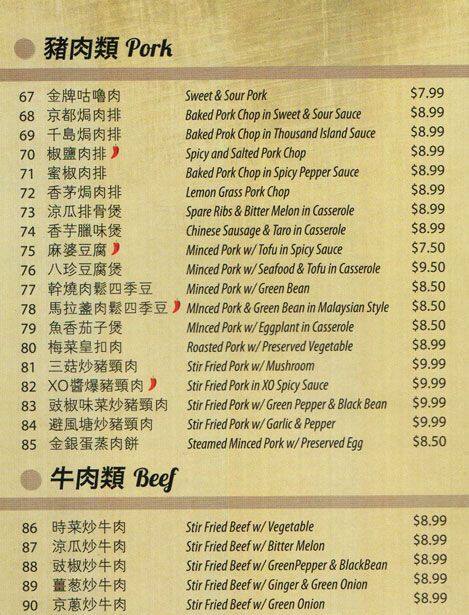 豬肉類 Pork
67 金牌咕嚕肉 Sweet & Sour Pork $7.99
68 京都焗肉排 Baked Pork Chop in Sweet & Sour Sauce $8.99
69 千島焗肉排 Baked Prok Chop in Thousand Island Sauce $8.99
70 椒鹽肉排 Spicy and Salted Pork Chop $8.99
71 蜜椒肉排 Baked Pork Chop in Spicy Pepper Sauce $8.99
72 香茅焗肉排 Lemon Grass Pork Chop $8.99
73 涼瓜排骨煲 Spare Ribs & Bitter Melon in Casserole $8.99
74 香芋臘味煲 Chinese Sausage & Taro in Casserole $8.99
75 麻婆豆腐 Minced Pork w/ Tofu in Spicy Sauce $7.50
76 八珍豆腐煲 Minced Pork w/ Seafood & Tofu in Casserole $9.50
77 幹燒肉鬆四季豆 Minced Pork w/ Green Bean $8.50
78 馬拉盞肉鬆四季豆 MInced Pork & Green Bean in Malaysian Style $8.50
79 魚香茄子煲 MInced Pork w/ Eggplant in Casserole $8.50
80 梅菜皇扣肉 Roasted Pork w/ Preserved Vegetable $8.99
81 三菇炒豬頸肉 Stir Fried Pork w/ Mushroom $9.99
82 XO醬爆豬頸肉 Stir Fried Pork in XO Spicy Sauce $9.99
83 豉椒味菜炒豬頸肉 Stir Fried Pork w/ Green Pepper & Black Bean $9.99
84 避風塘炒豬頸肉 Stir Fried Pork w/ Garlic & Pepper $9.99
85 金銀蛋蒸肉餅 Steamed Minced Pork w/ Preserved Egg $8.50
牛肉類 Beef
86 時菜炒牛肉 Stir Fried Beef w/ Vegetable $8.99
87 涼瓜炒牛肉 Stir Fried Beef w/ Bitter Melon $8.99
88 豉椒炒牛肉 Stir Fried Beef w/ GreenPepper & BlackBean $8.99
89 薑葱炒牛肉 Stir Fried Beef w/ Ginger & Green Onion $8.99
90 京蔥炒牛肉 Stir Fried Beef w/ Green Onion $8.99